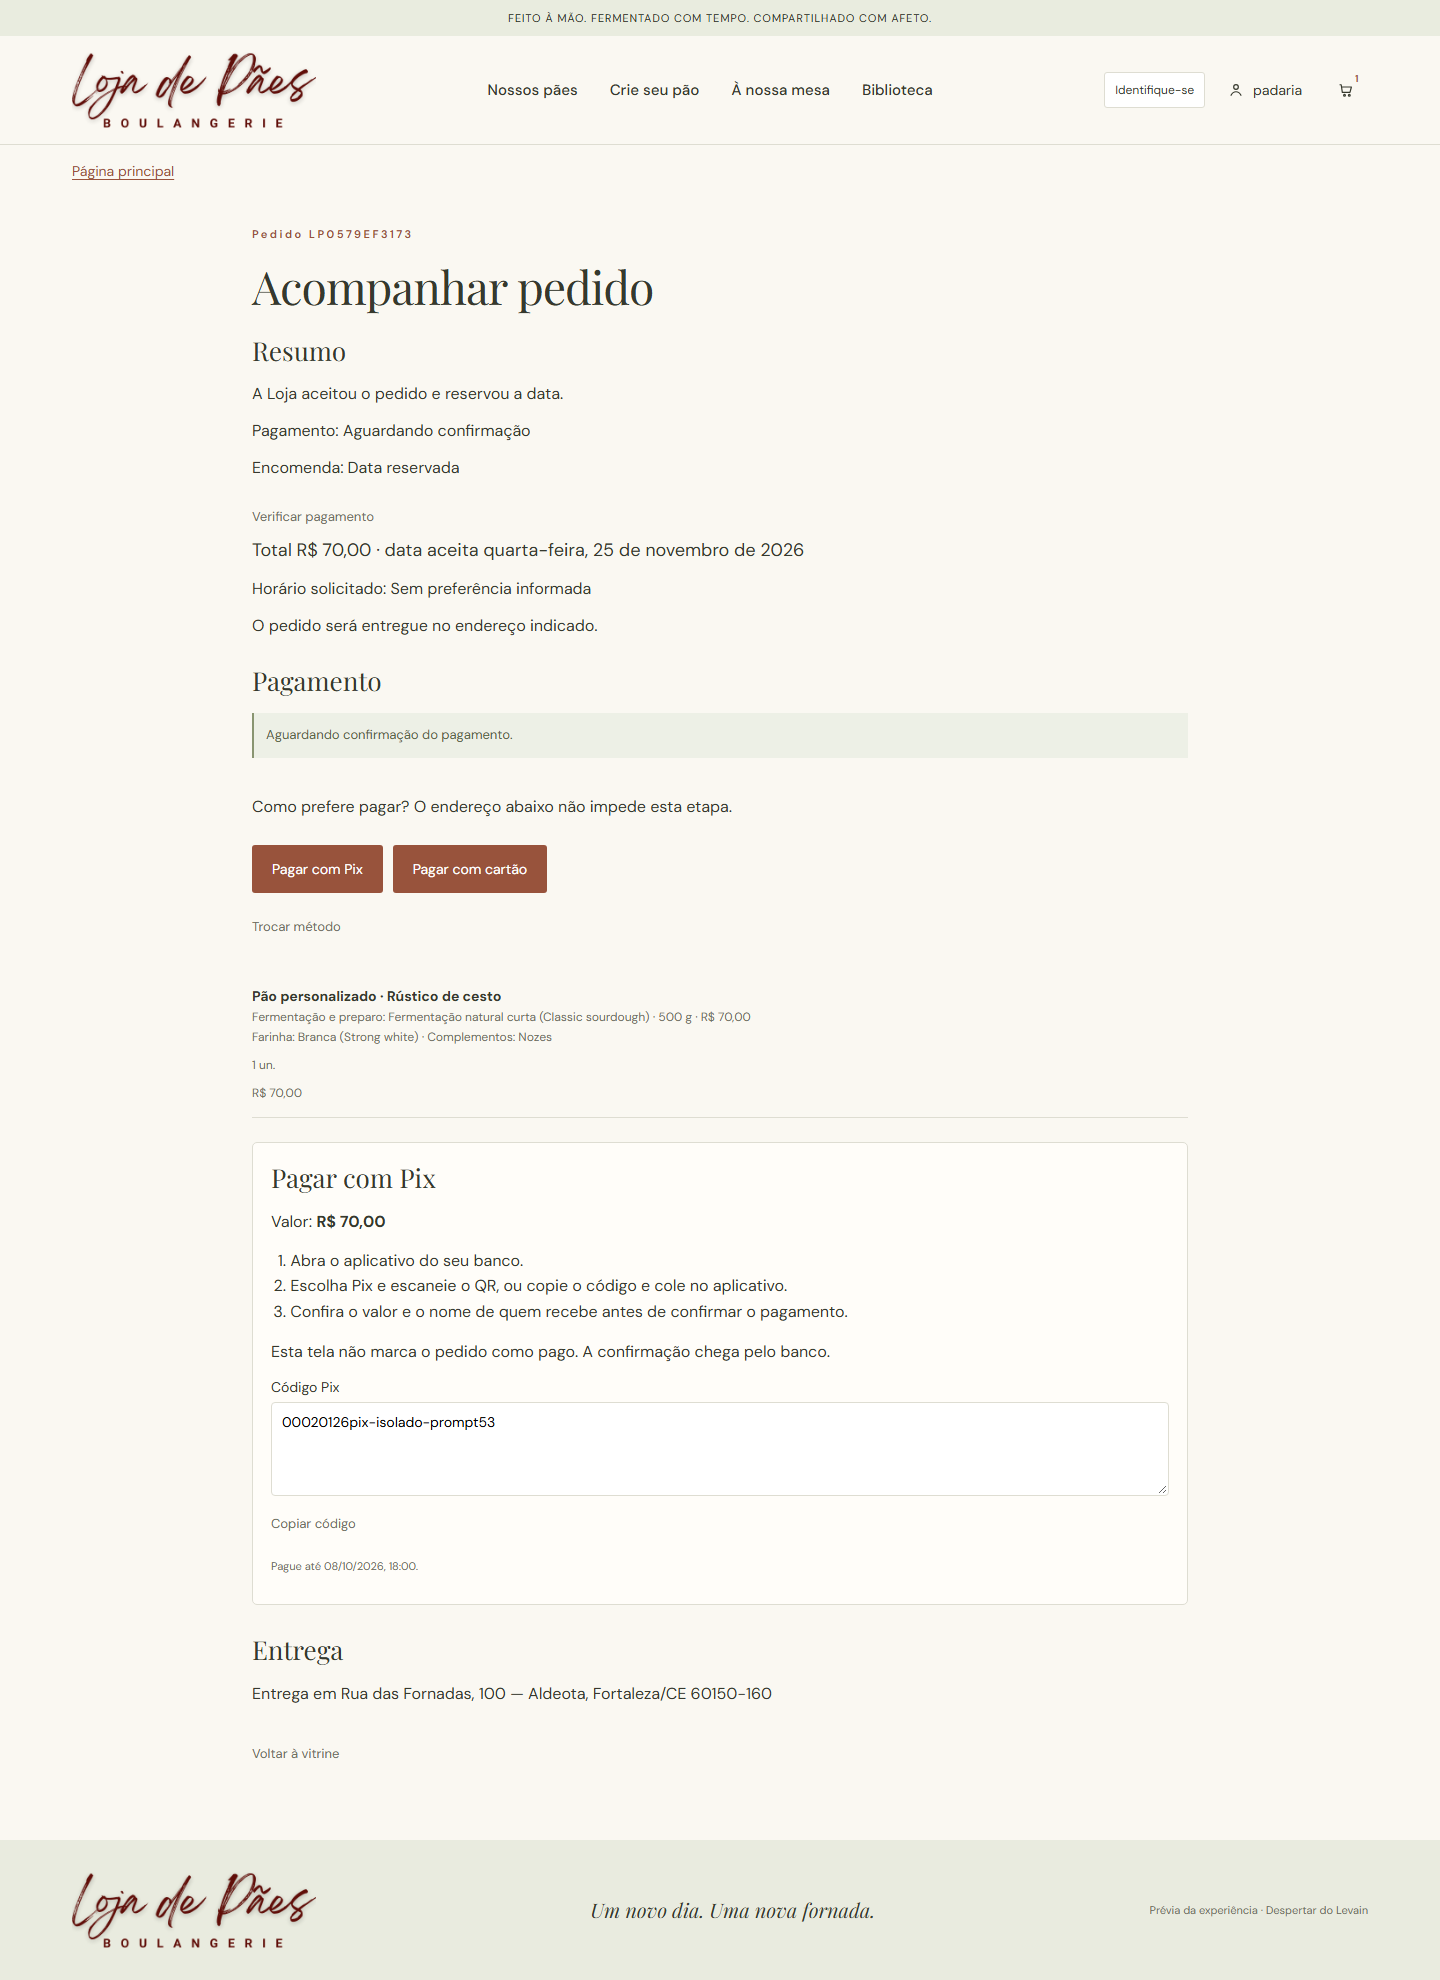 FEITO À MÃO. FERMENTADO COM TEMPO. COMPARTILHADO COM AFETO.
Loja de Pães
BOULANGERIE
Nossos pães
Crie seu pão
À nossa mesa
Biblioteca
Identifique-se
padaria
1
Página principal
Pedido LP0579EF3173
Acompanhar pedido
Resumo
A Loja aceitou o pedido e reservou a data.
Pagamento: Aguardando confirmação
Encomenda: Data reservada
Verificar pagamento
Total R$ 70,00 · data aceita quarta-feira, 25 de novembro de 2026
Horário solicitado: Sem preferência informada
O pedido será entregue no endereço indicado.
Pagamento
Aguardando confirmação do pagamento.
Como prefere pagar? O endereço abaixo não impede esta etapa.
Pagar com Pix
Pagar com cartão
Trocar método
Pão personalizado · Rústico de cesto
Fermentação e preparo: Fermentação natural curta (Classic sourdough) · 500 g · R$ 70,00
Farinha: Branca (Strong white) · Complementos: Nozes
1 un.
R$ 70,00
Pagar com Pix
Valor: R$ 70,00
1. Abra o aplicativo do seu banco.
2. Escolha Pix e escaneie o QR, ou copie o código e cole no aplicativo.
3. Confira o valor e o nome de quem recebe antes de confirmar o pagamento.
Esta tela não marca o pedido como pago. A confirmação chega pelo banco.
Código Pix
00020126pix-isolado-prompt53
Copiar código
Pague até 08/10/2026, 18:00.
Entrega
Entrega em Rua das Fornadas, 100 — Aldeota, Fortaleza/CE 60150-160
Voltar à vitrine
Loja de Pães
BOULANGERIE
Um novo dia. Uma nova fornada.
Prévia da experiência · Despertar do Levain